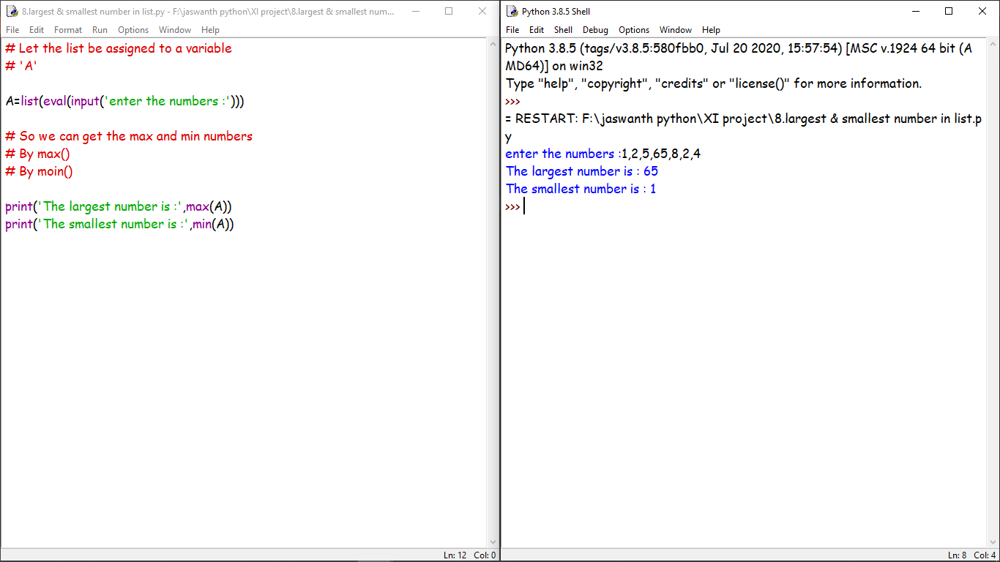 8.largest & smallest number in list.py - F:\jaswanth python\XI project\8.largest & smallest num...
File Edit Format Run Options Window Help
# Let the list be assigned to a variable
# 'A'
A=list(eval(input('enter the numbers :')))
# So we can get the max and min numbers
# By max()
# By moin()
print('The largest number is :',max(A))
print('The smallest number is :',min(A))
Ln: 12 Col: 0
Python 3.8.5 Shell
File Edit Shell Debug Options Window Help
Python 3.8.5 (tags/v3.8.5:580fbb0, Jul 20 2020, 15:57:54) [MSC v.1924 64 bit (A
MD64)] on win32
Type "help", "copyright", "credits" or "license()" for more information.
>>>
= RESTART: F:\jaswanth python\XI project\8.largest & smallest number in list.p
y
enter the numbers :1,2,5,65,8,2,4
The largest number is : 65
The smallest number is : 1
>>>
Ln: 8 Col: 4